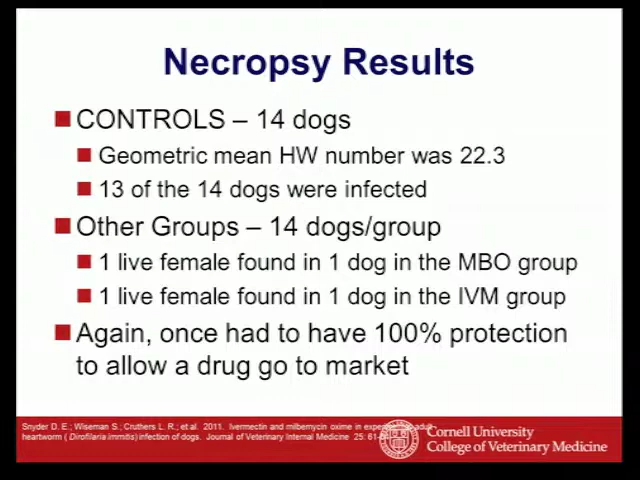 Necropsy Results
CONTROLS – 14 dogs
Geometric mean HW number was 22.3
13 of the 14 dogs were infected
Other Groups – 14 dogs/group
1 live female found in 1 dog in the MBO group
1 live female found in 1 dog in the IVM group
Again, once had to have 100% protection
to allow a drug go to market
Snyder D. E.; Wiseman S.; Cruthers L. R.; et al. 2011. Ivermectin and milbemycin oxime in
heartworm ( Dirofilaria immitis) infection of dogs. Journal of Veterinary Internal Medicine 25:
Cornell University
College of Veterinary Medicine